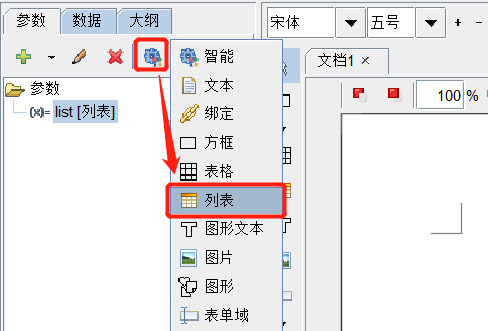 参数 数据 大纲
宋体 五号 + -
文档1 ×
100 %
参数
(x)= list [列表]
智能
文本
绑定
方框
表格
列表
图形文本
图片
图形
表单域